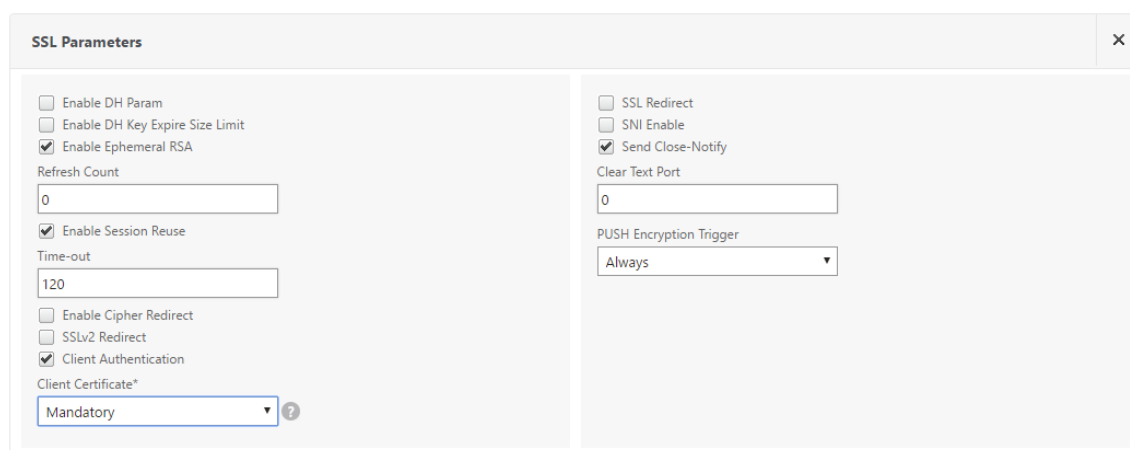 SSL Parameters
Enable DH Param
Enable DH Key Expire Size Limit
Enable Ephemeral RSA
Refresh Count
0
Enable Session Reuse
Time-out
120
Enable Cipher Redirect
SSLv2 Redirect
Client Authentication
Client Certificate*
Mandatory
?
SSL Redirect
SNI Enable
Send Close-Notify
Clear Text Port
0
PUSH Encryption Trigger
Always